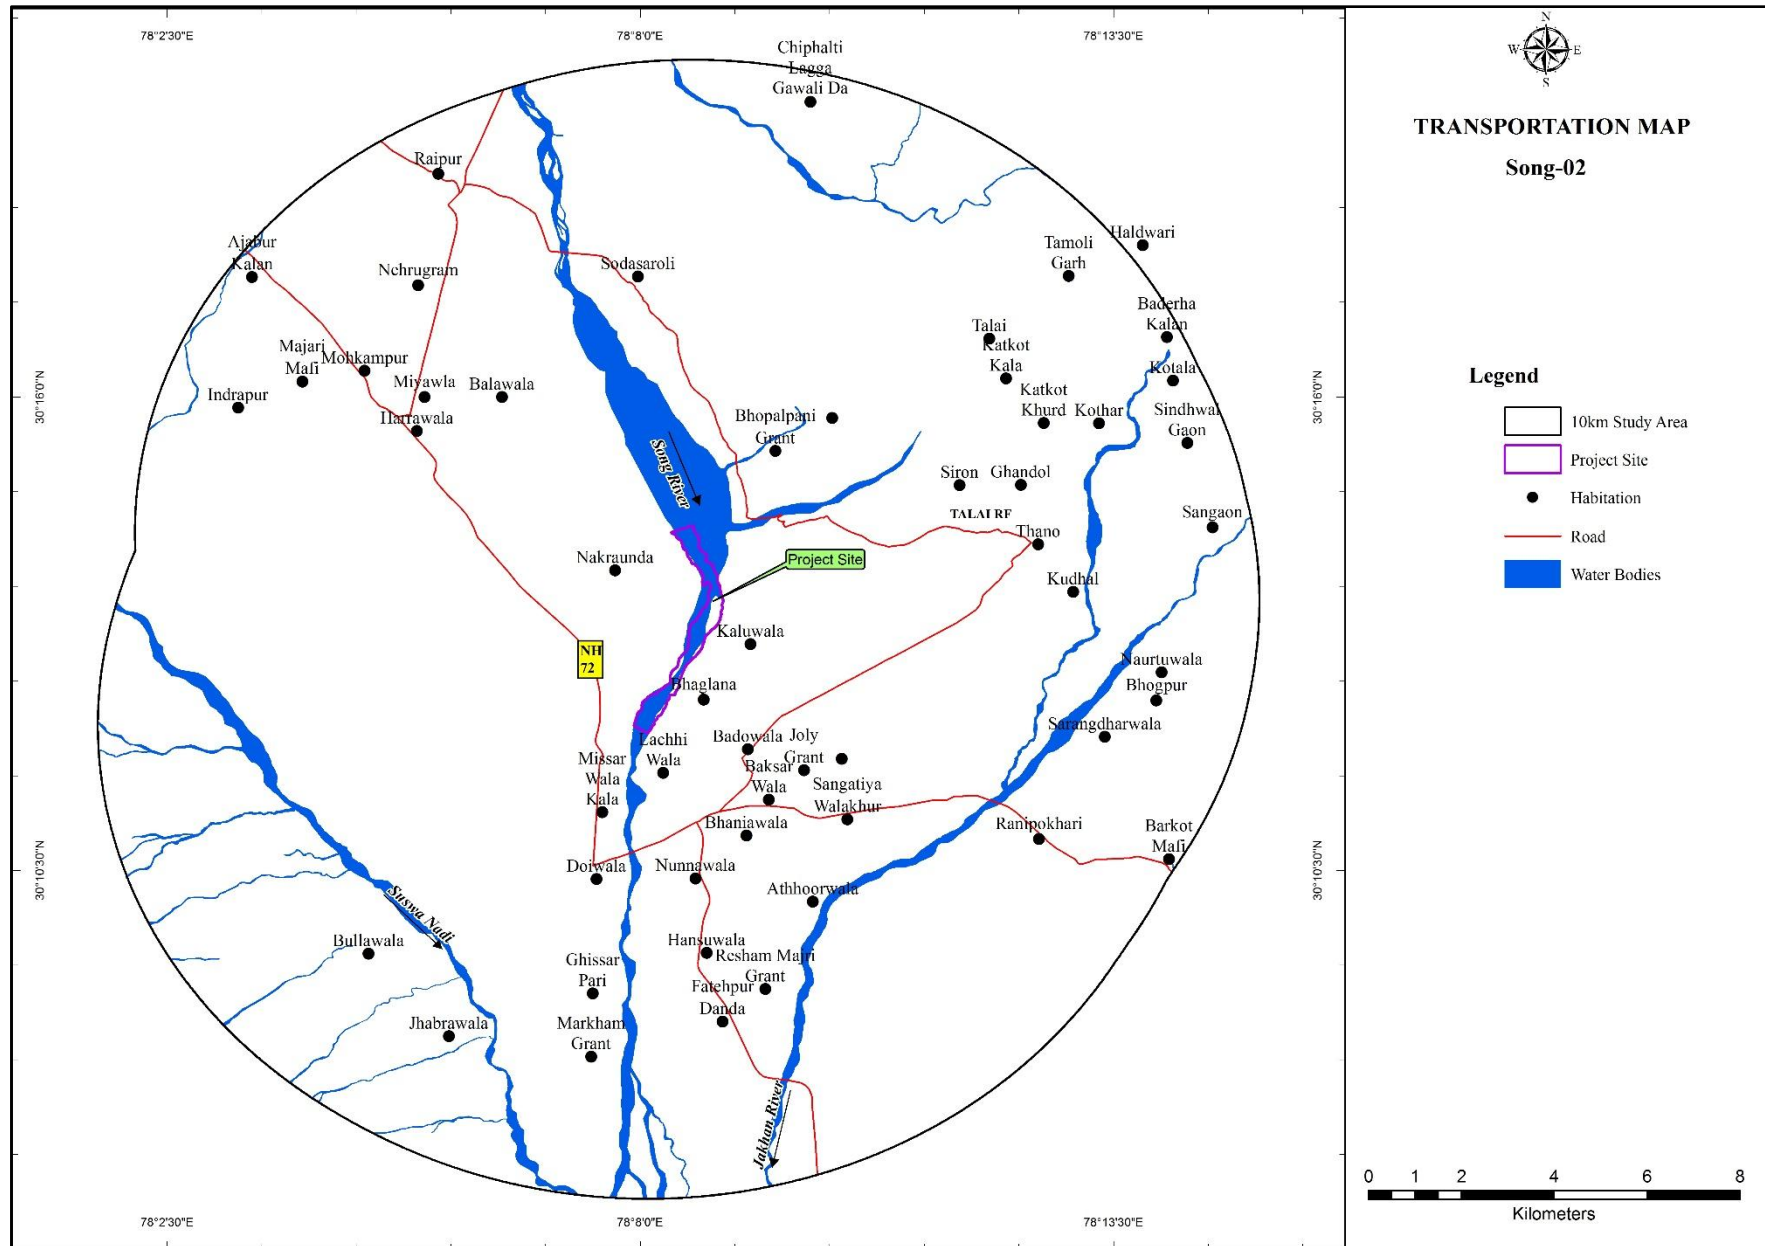 78°2'30"E
78°8'0"E
78°13'30"E
Chiphalti
Lagga
Gawali Da
Raipur
Ajabur
Kalan
Nehrugram
Sodasaroli
Tamoli
Garh
Haldwari
Baderha
Kalan
Talai
Katkot
Kala
Kotala
Majari
Mafi
Mohkampur
Indrapur
Miyawla
Balawala
Harrawala
Bhopalpani
Grant
Katkot
Khurd
Kothar
Sindhwal
Gaon
30°16'0"N
30°16'0"N
Song River
Siron
Ghandol
TALAI RF
Thano
Sangaon
Nakraunda
Project Site
Kudhal
NH
72
Kaluwala
Bhaglana
Naurtuwala
Bhogpur
Sarangdharwala
Lachhi
Wala
Badowala
Joly
Grant
Missar
Wala
Kala
Baksar
Wala
Sangatiya
Walakhur
Bhaniawala
Ranipokhari
Barkot
Mafi
Doiwala
Nunnawala
Athhoorwala
30°10'30"N
30°10'30"N
Suswa Nadi
Bullawala
Hansuwala
Resham Majri
Grant
Ghissar
Pari
Fatehpur
Danda
Jhabrawala
Markham
Grant
Jakhan River
78°2'30"E
78°8'0"E
78°13'30"E
N
W E
S
TRANSPORTATION MAP
Song-02
Legend
10km Study Area
Project Site
Habitation
Road
Water Bodies
0 1 2 4 6 8
Kilometers